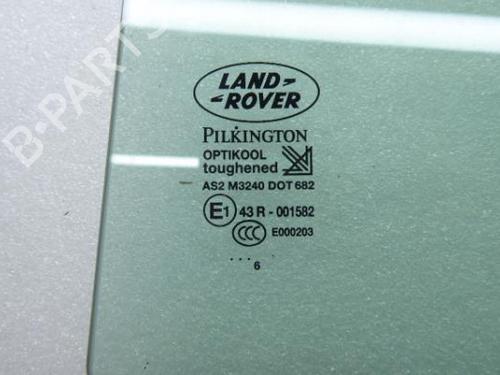 B-PARTS
LAND
ROVER
PILKINGTON
OPTIKOOL
toughened
AS2 M3240 DOT 682
E1 43 R - 001582
CCC E000203
. . . 6